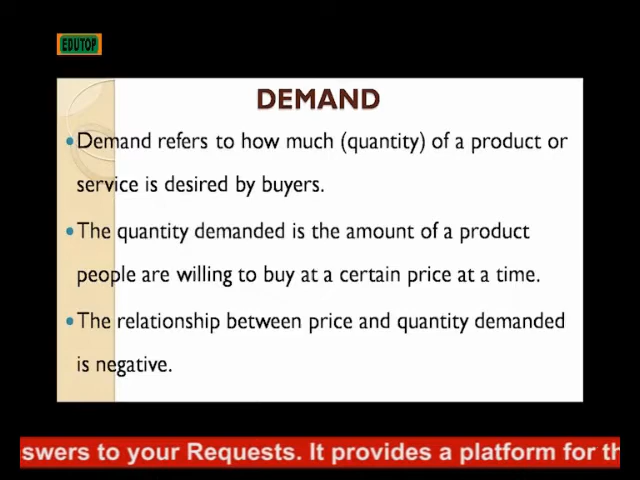 EDUTOP
DEMAND
Demand refers to how much (quantity) of a product or
service is desired by buyers.
The quantity demanded is the amount of a product
people are willing to buy at a certain price at a time.
The relationship between price and quantity demanded
is negative.
swers to your Requests. It provides a platform for th